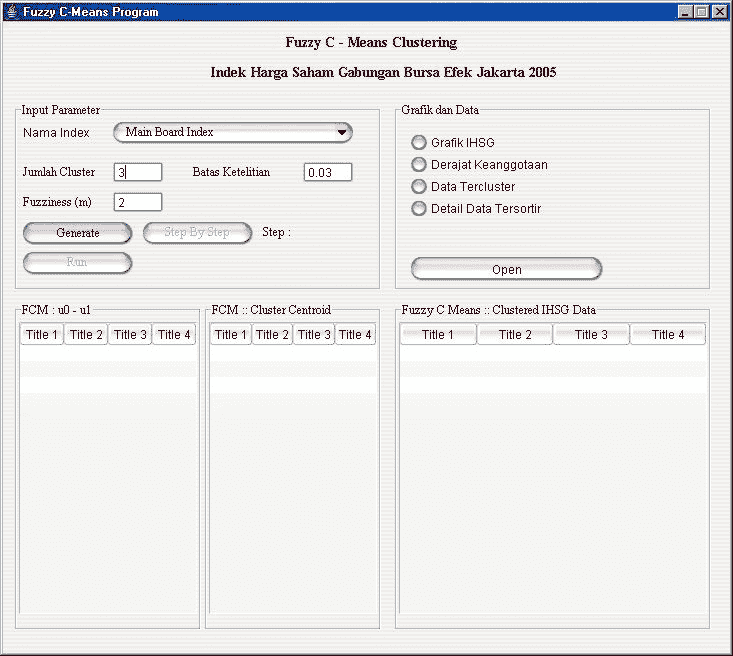 Fuzzy C-Means Program
Fuzzy C - Means Clustering
Indek Harga Saham Gabungan Bursa Efek Jakarta 2005
Input Parameter
Nama Index Main Board Index
Jumlah Cluster 3 Batas Ketelitian 0.03
Fuzziness (m) 2
Generate Step By Step Step :
Run
Grafik dan Data
Grafik IHSG
Derajat Keanggotaan
Data Tercluster
Detail Data Tersortir
Open
FCM : u0 - u1
Title 1 Title 2 Title 3 Title 4
FCM :: Cluster Centroid
Title 1 Title 2 Title 3 Title 4
Fuzzy C Means :: Clustered IHSG Data
Title 1 Title 2 Title 3 Title 4